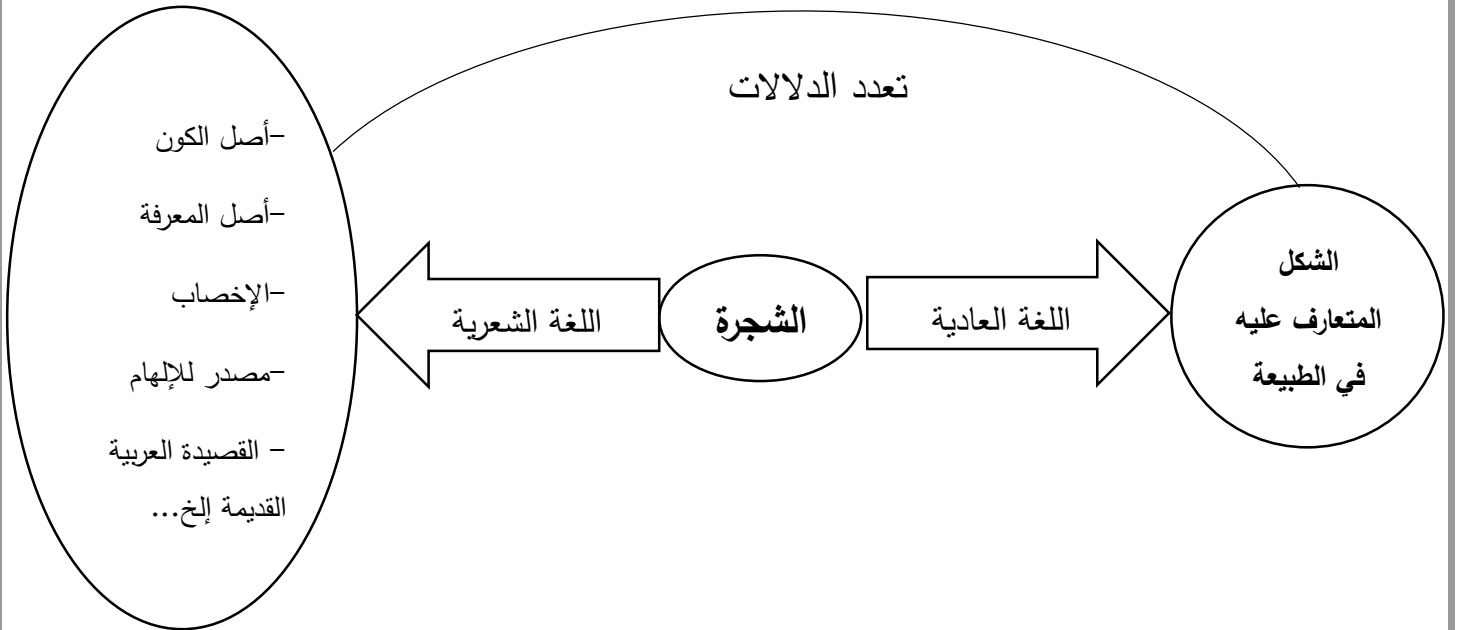 تعدد الدلالات
الشكل
المتعارف عليه
في الطبيعة
اللغة العادية
الشجرة
اللغة الشعرية
-أصل الكون
-أصل المعرفة
-الإخصاب
-مصدر للإلهام
- القصيدة العربية
القديمة إلخ...